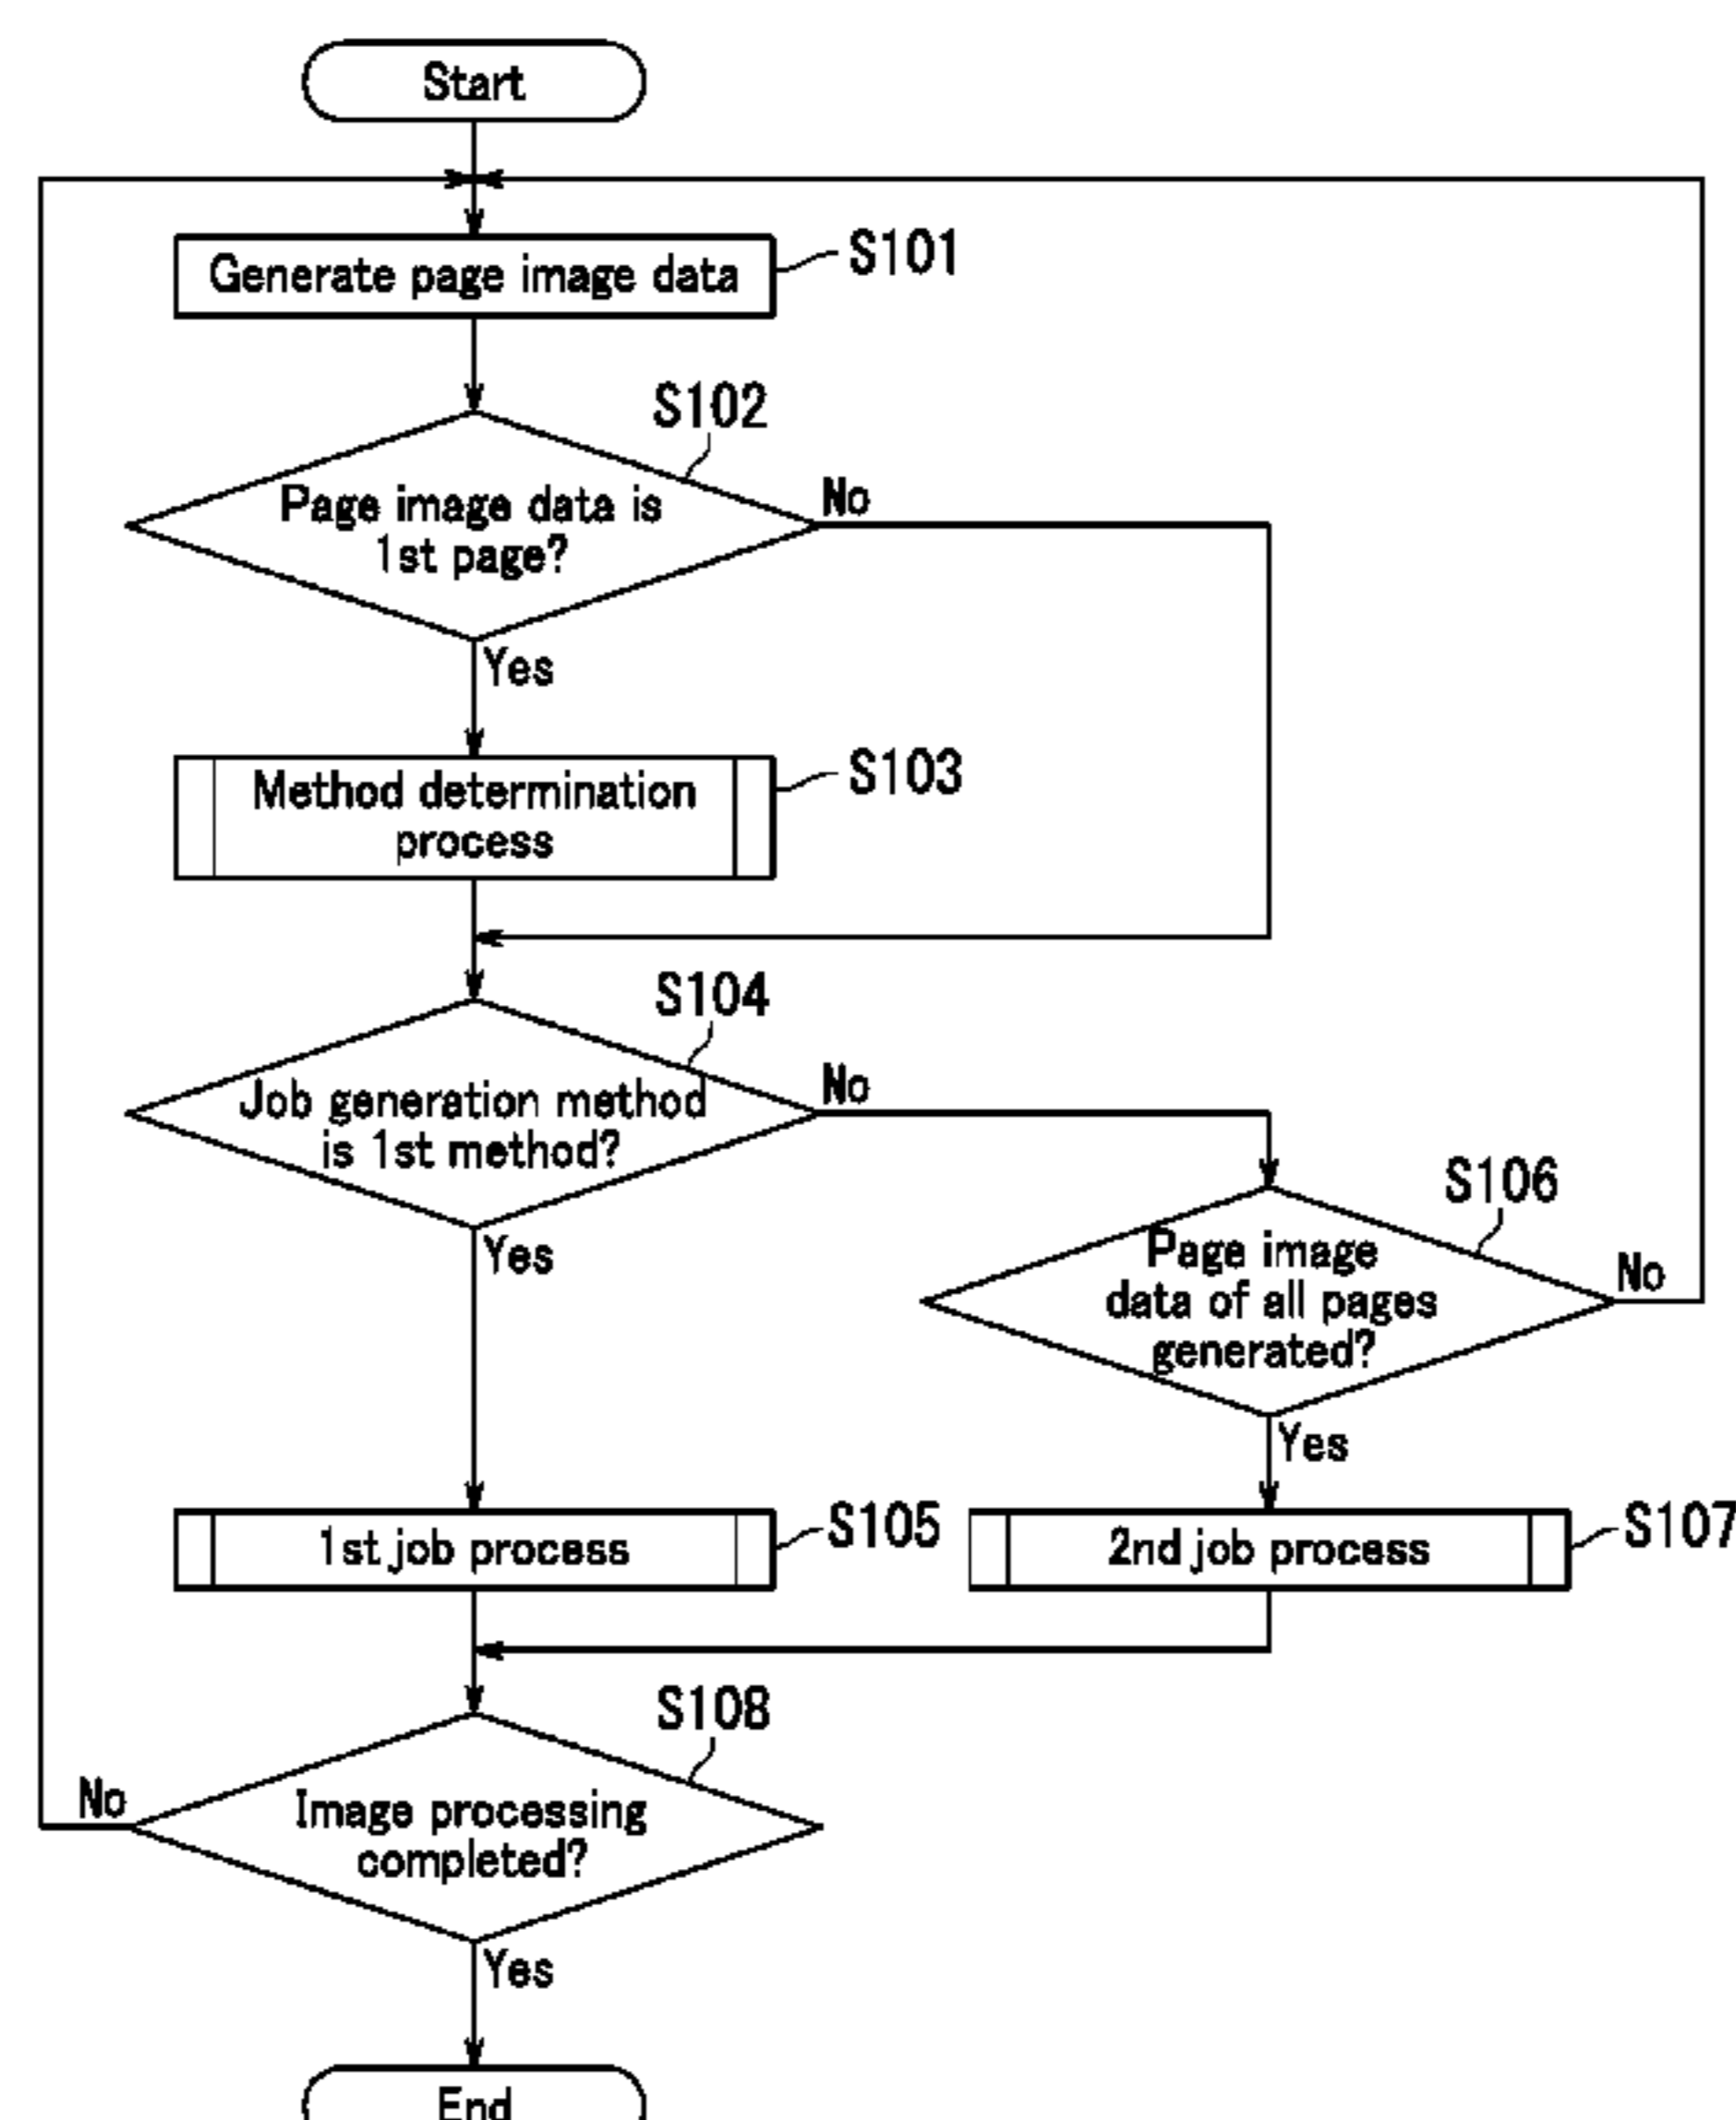 Start
Generate page image data
S101
S102
Page image data is
1st page?
No
Yes
Method determination
process
S103
S104
Job generation method
is 1st method?
No
Yes
S106
Page image
data of all pages
generated?
No
Yes
1st job process
S105
2nd job process
S107
S108
Image processing
completed?
No
Yes
End